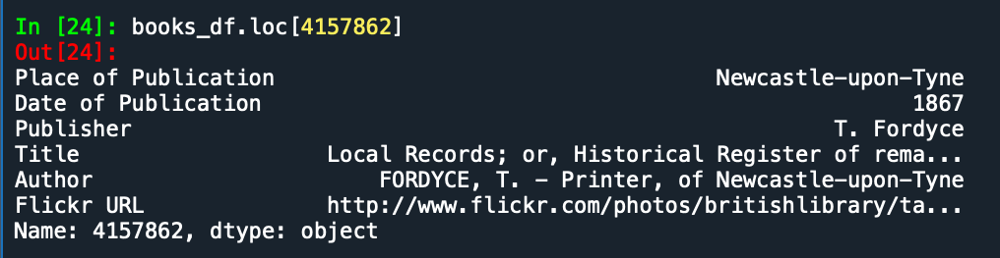 In [24]: books_df.loc[4157862]
Out[24]:
Place of Publication Newcastle-upon-Tyne
Date of Publication 1867
Publisher T. Fordyce
Title Local Records; or, Historical Register of rema...
Author FORDYCE, T. - Printer, of Newcastle-upon-Tyne
Flickr URL http://www.flickr.com/photos/britishlibrary/ta...
Name: 4157862, dtype: object